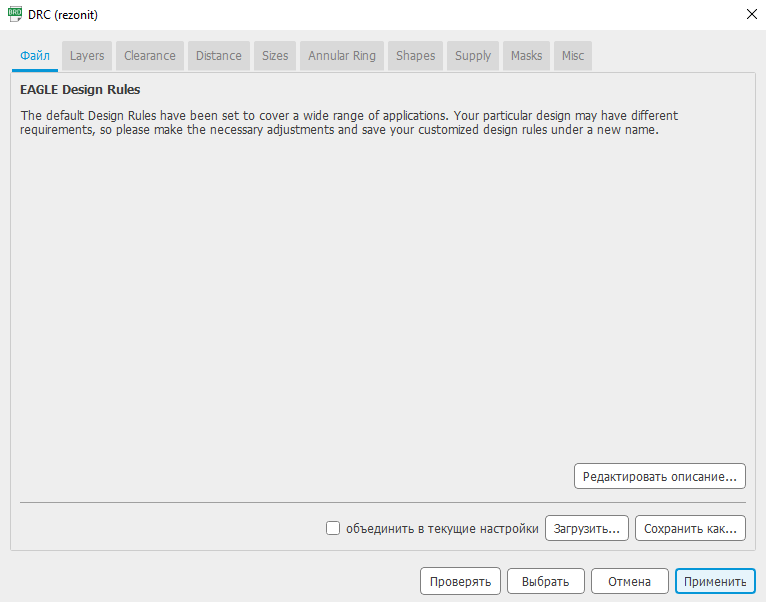 BRD DRC (rezonit)
Файл Layers Clearance Distance Sizes Annular Ring Shapes Supply Masks Misc
EAGLE Design Rules
The default Design Rules have been set to cover a wide range of applications. Your particular design may have different
requirements, so please make the necessary adjustments and save your customized design rules under a new name.
Редактировать описание...
объединить в текущие настройки Загрузить... Сохранить как...
Проверять Выбрать Отмена Применить